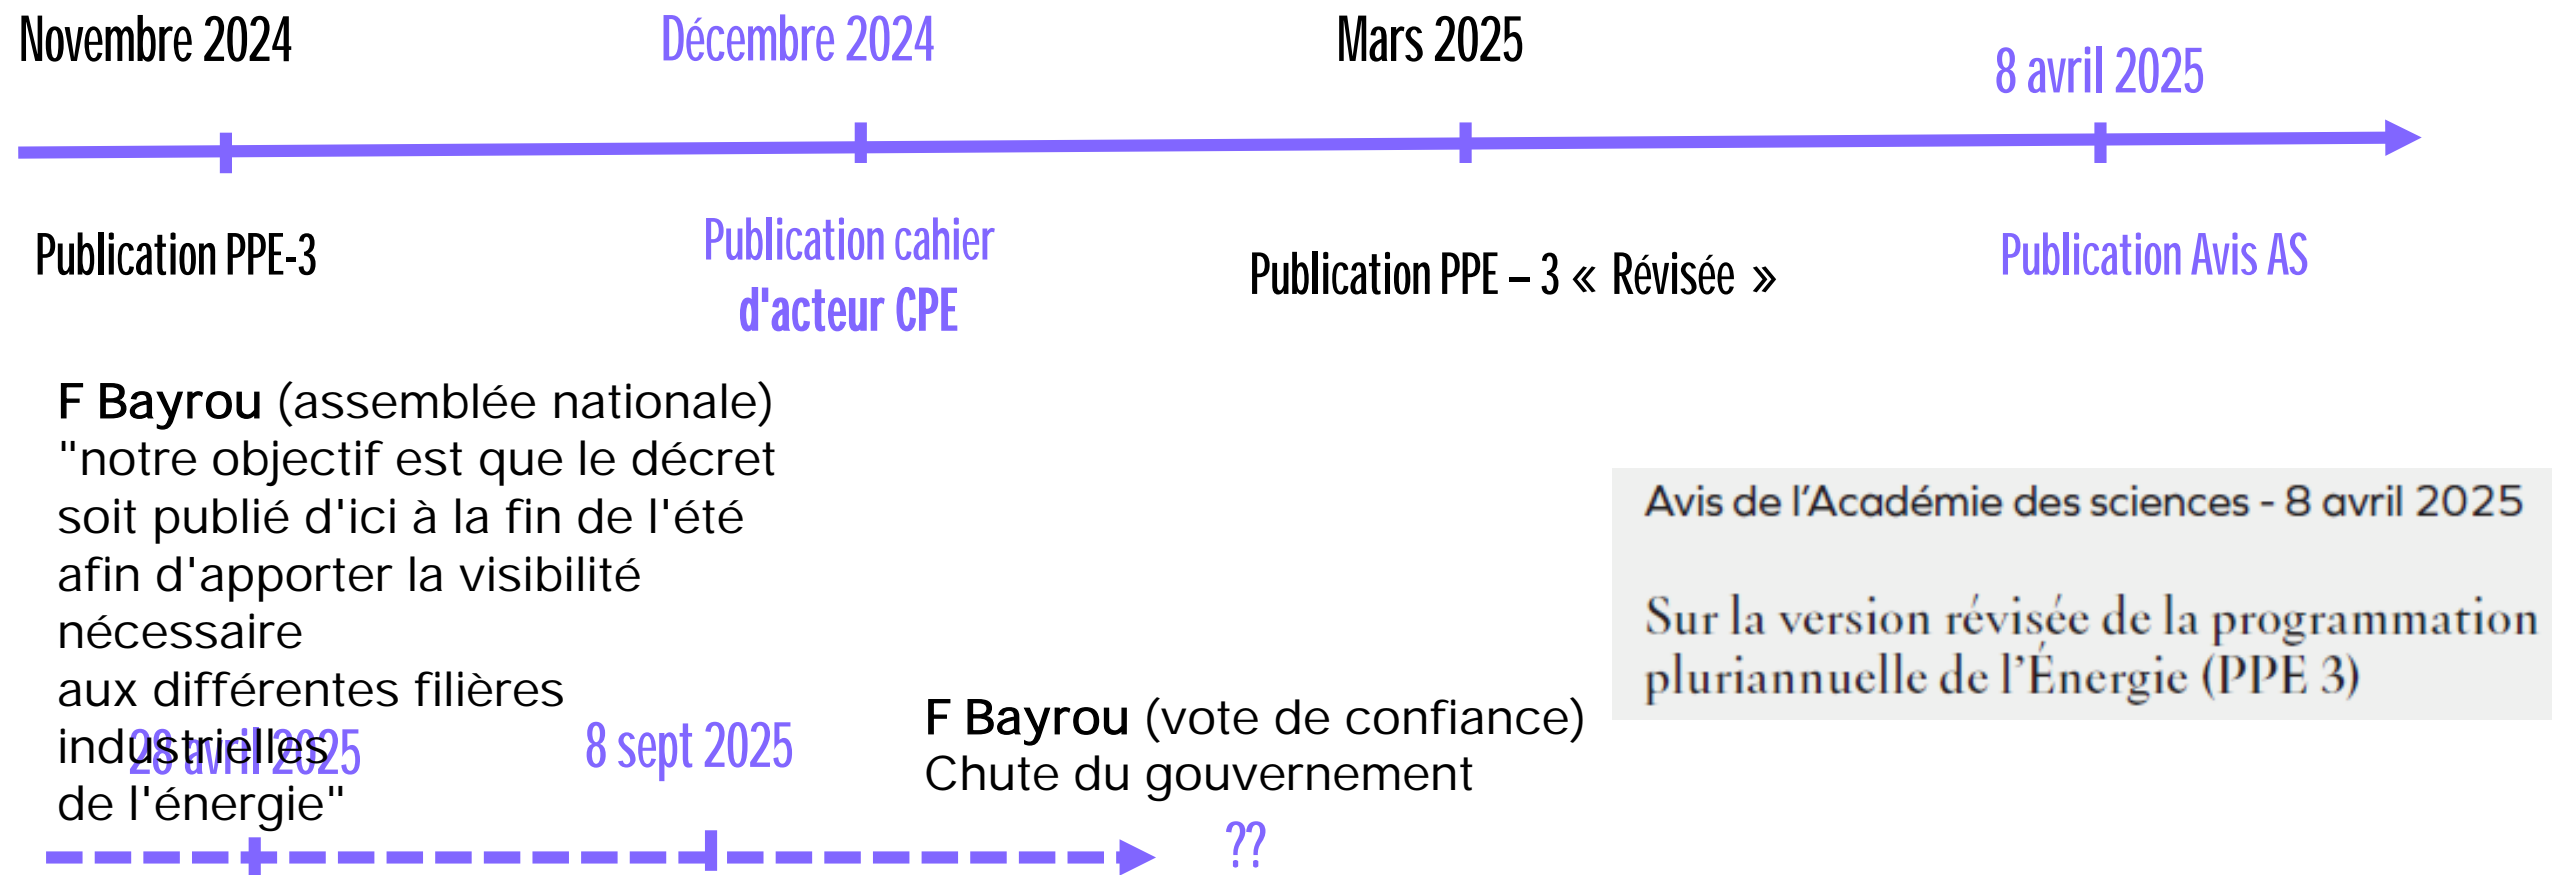 Novembre 2024
Décembre 2024
Mars 2025
8 avril 2025
Publication PPE-3
Publication cahier
d'acteur CPE
Publication PPE – 3 « Révisée »
Publication Avis AS
F Bayrou (assemblée nationale)
"notre objectif est que le décret
soit publié d'ici à la fin de l'été
afin d'apporter la visibilité
nécessaire
aux différentes filières
industrielles
de l'énergie"
28 avril 2025
8 sept 2025
F Bayrou (vote de confiance)
Chute du gouvernement
??
Avis de l'Académie des sciences - 8 avril 2025
Sur la version révisée de la programmation
pluriannuelle de l'Énergie (PPE 3)